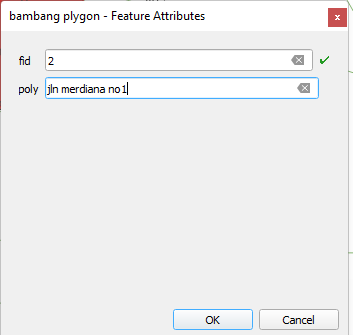 bambang plygon - Feature Attributes
fid 2
poly jln merdiana no1
OK Cancel